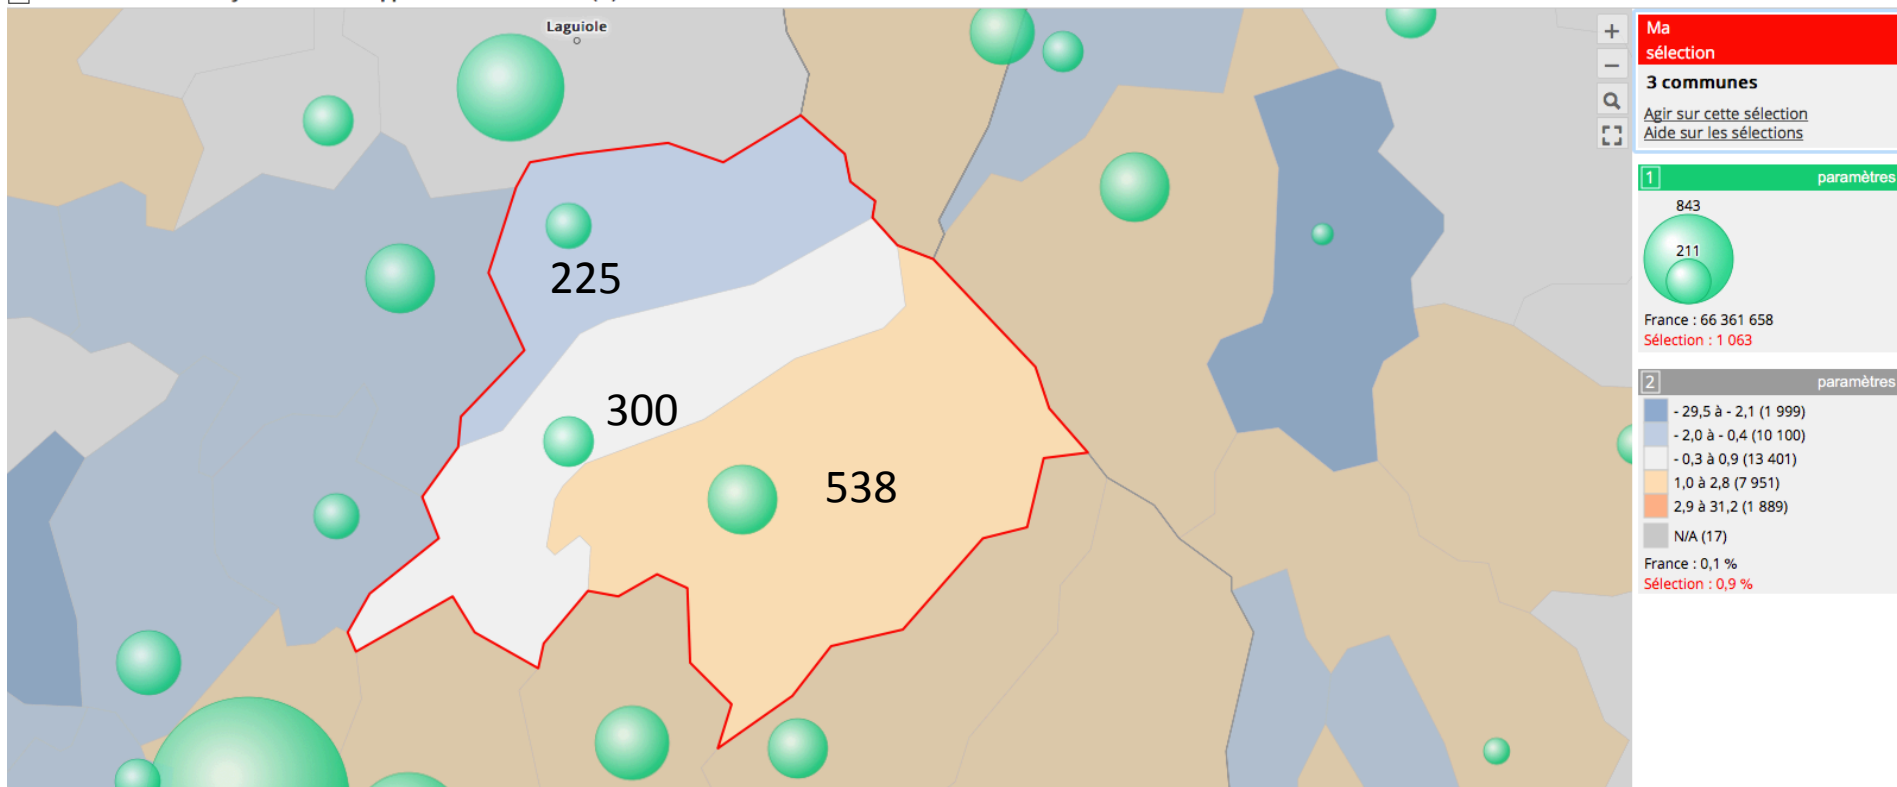 Laguiole
225
300
538
+
−
Ma
sélection
3 communes
Agir sur cette sélection
Aide sur les sélections
1 paramètres
843
211
France : 66 361 658
Sélection : 1 063
2 paramètres
- 29,5 à - 2,1 (1 999)
- 2,0 à - 0,4 (10 100)
- 0,3 à 0,9 (13 401)
1,0 à 2,8 (7 951)
2,9 à 31,2 (1 889)
N/A (17)
France : 0,1 %
Sélection : 0,9 %